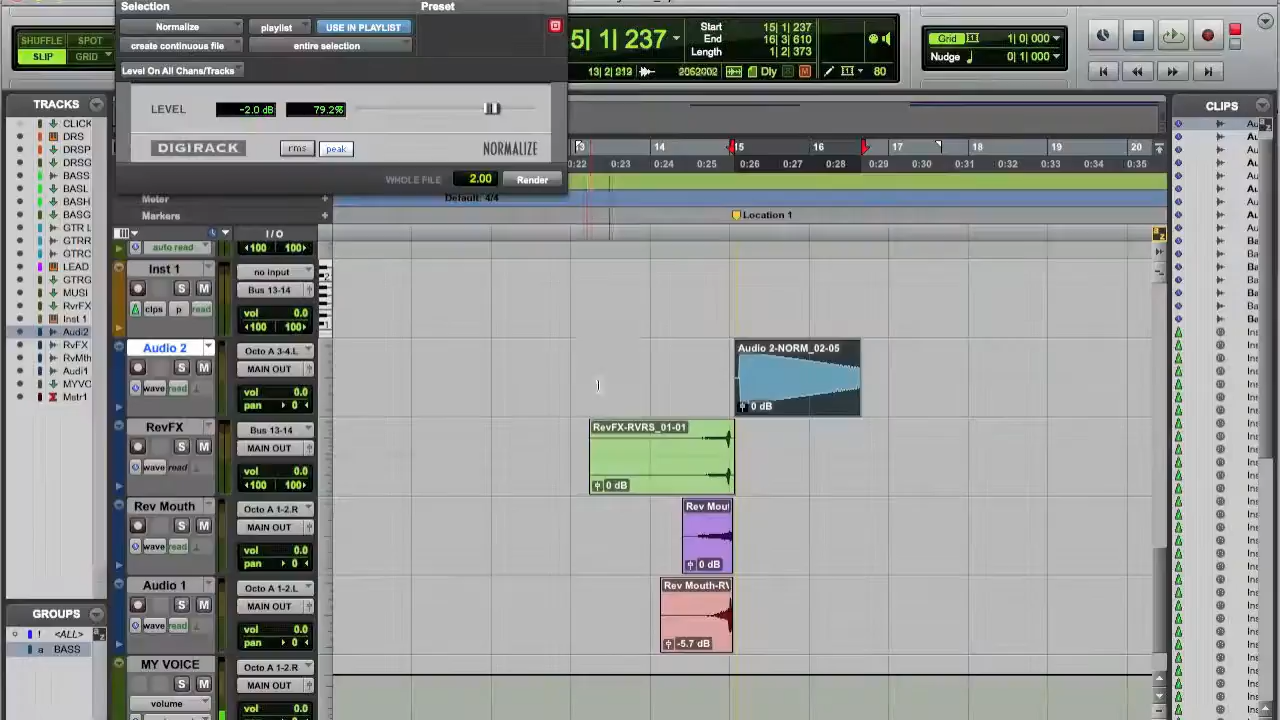 Selection
Preset
Normalize
playlist
USE IN PLAYLIST
create continuous file
entire selection
Level On All Chans/Tracks
LEVEL
-2.0 dB
79.2%
DIGIRACK
rms
peak
NORMALIZE
WHOLE FILE
2.00
Render
SHUFFLE
SPOT
SLIP
GRID
5| 1| 237
Start
15| 1| 237
End
16| 3| 610
Length
1| 2| 373
13| 2| 212
2062002
Dly
S
M
80
Grid
1| 0| 000
Nudge
0| 1| 000
TRACKS
CLICK
DRS
DRSP
DRSG
BASS
BASL
BASH
BASG
GTR L
GTRR
GTRC
LEAD
GTRG
MUSI
RvrFX
Inst 1
Aud2
RvFX
RvMth
Aud1
MYVO
Mstr1
GROUPS
! <ALL>
a BASS
13
14
15
16
17
18
19
20
0:22
0:23
0:24
0:25
0:26
0:27
0:28
0:29
0:30
0:31
0:32
0:33
0:34
0:35
Meter
Default: 4/4
Markers
Location 1
I / O
auto read
100
100
Inst 1
no input
S
M
Bus 13-14
clps
p
read
vol
0.0
100
100
Audio 2
Octo A 3-4.L
S
M
MAIN OUT
wave
read
vol
0.0
pan
0
Audio 2-NORM_02-05
0 dB
RevFX
Bus 13-14
S
M
MAIN OUT
wave
read
vol
0.0
100
100
RevFX-RVRS_01-01
0 dB
Rev Mouth
Octo A 1-2.R
S
M
MAIN OUT
wave
read
vol
0.0
pan
0
Rev Mou
0 dB
Audio 1
Octo A 1-2.L
S
M
MAIN OUT
wave
read
vol
0.0
pan
0
Rev Mouth-R
-5.7 dB
MY VOICE
Octo A 1-2.R
S
M
MAIN OUT
volume
vol
0.0
CLIPS